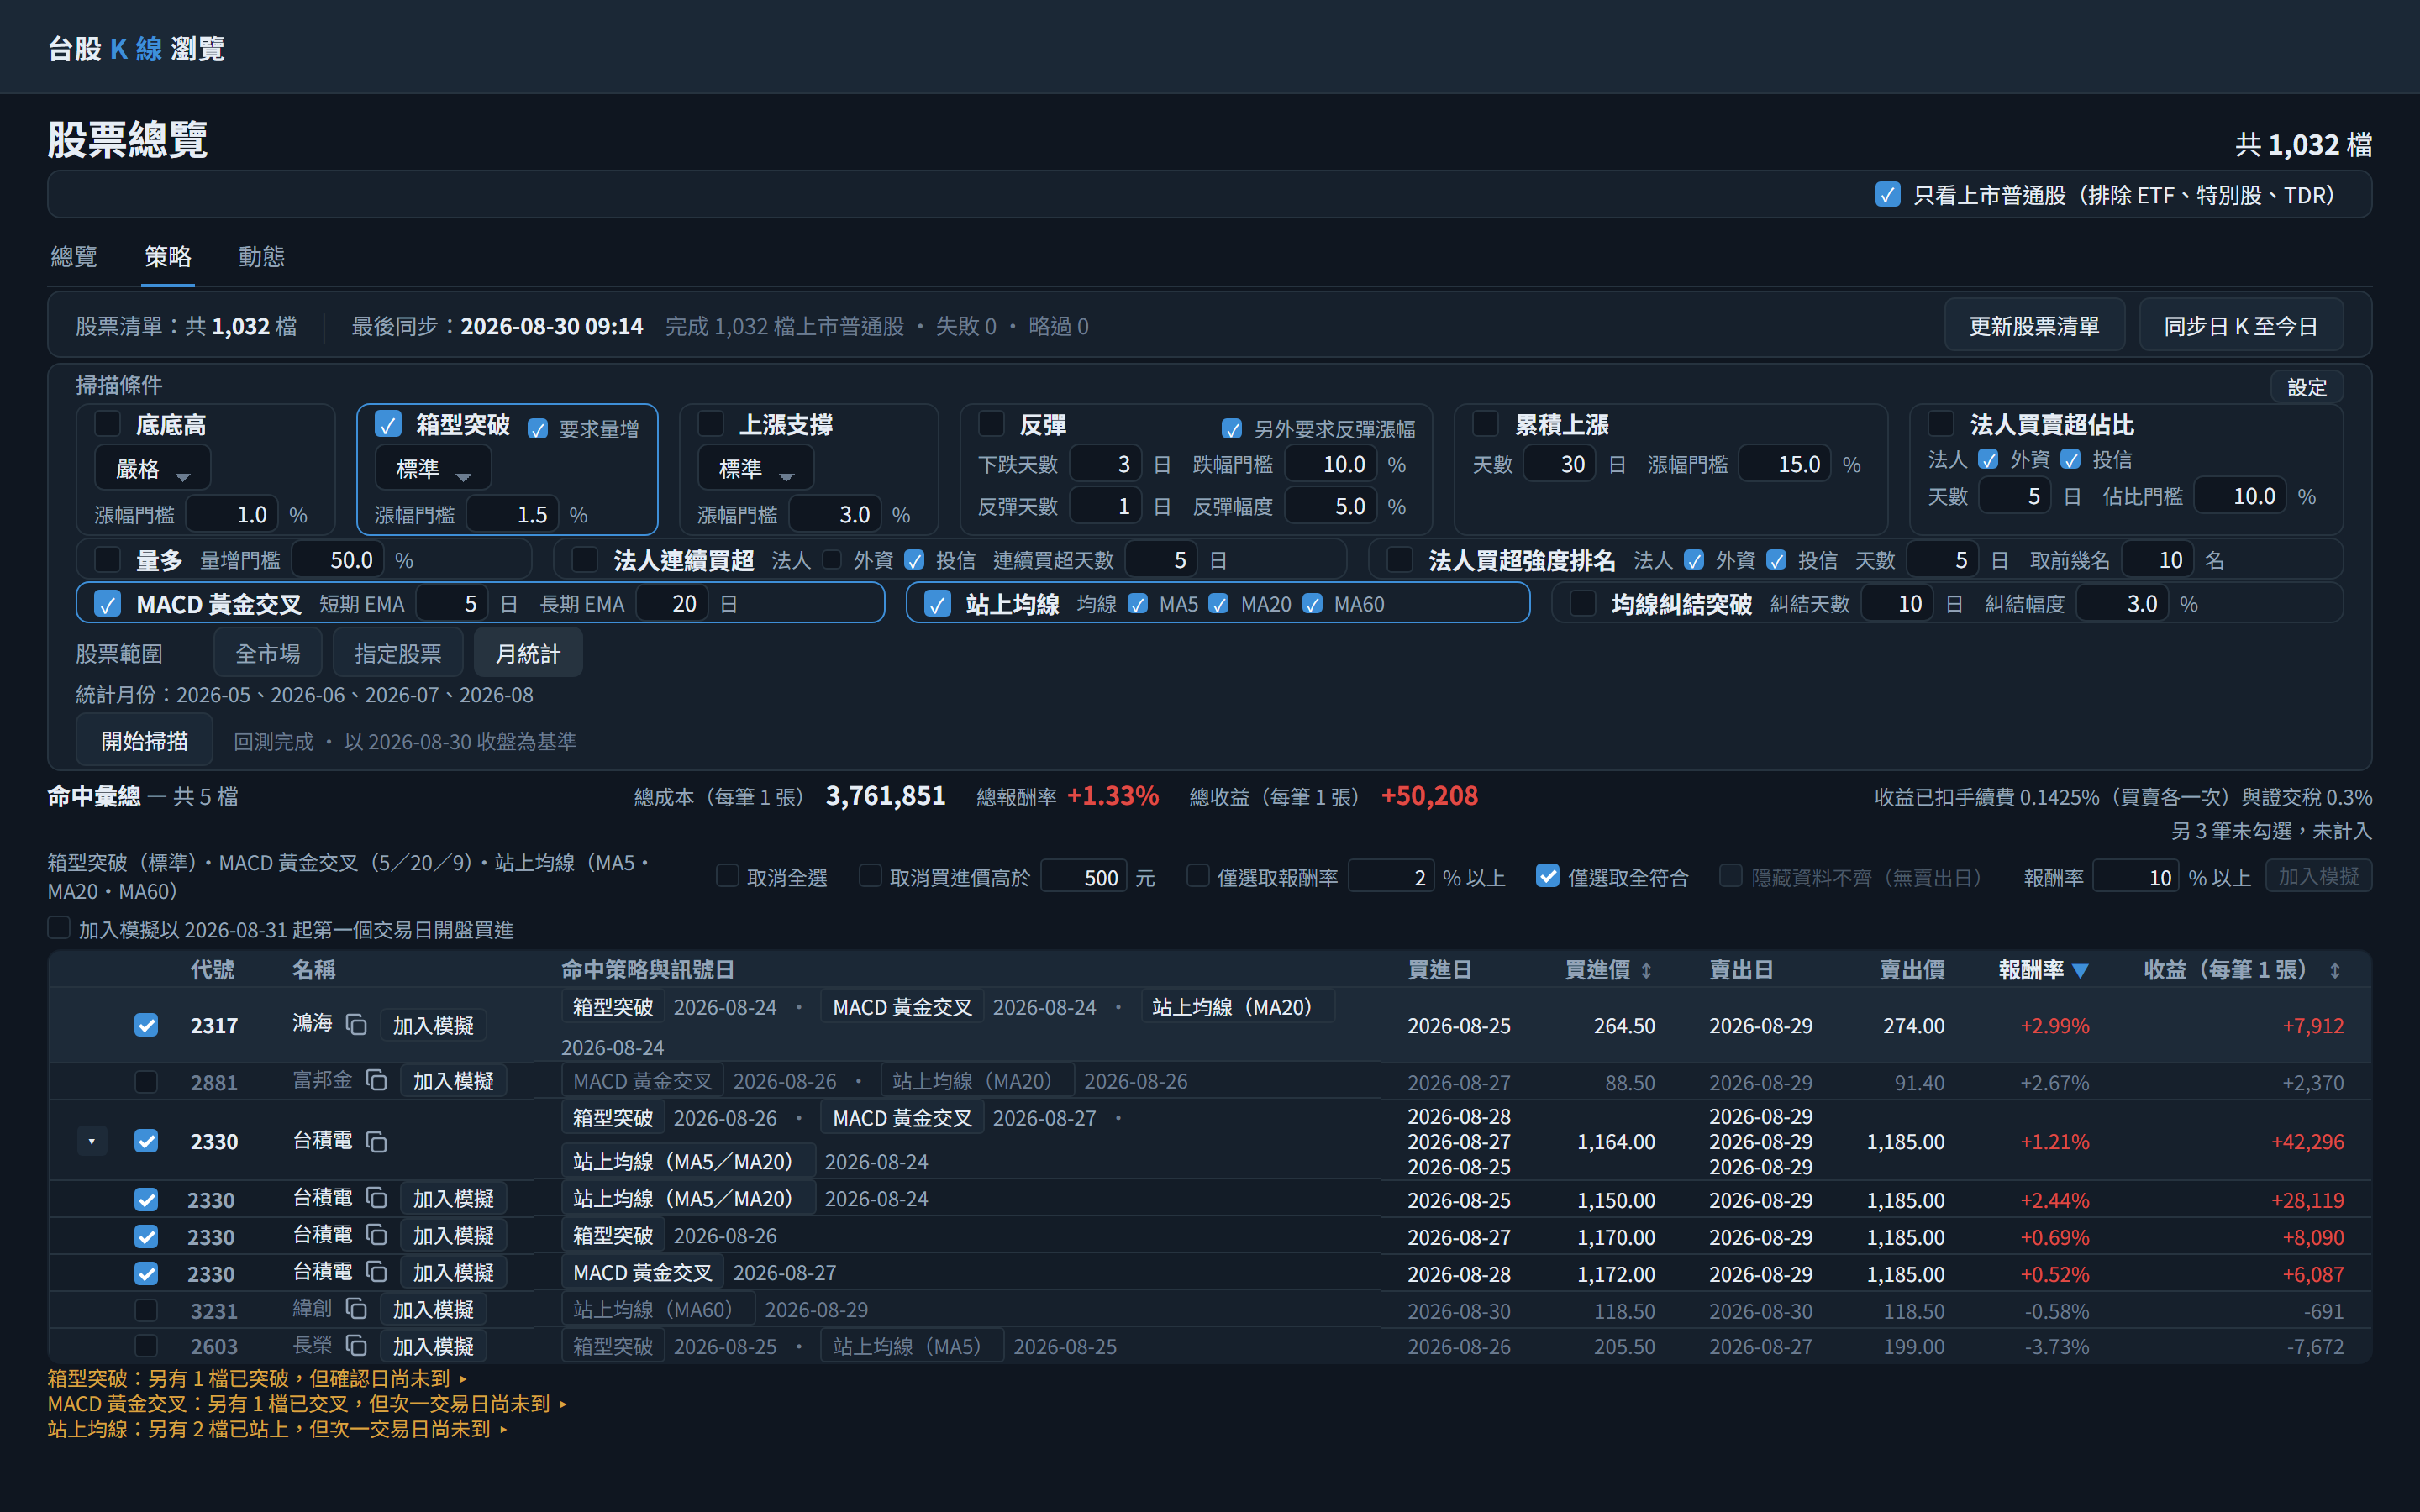 台股 K 線 瀏覽
股票總覽
共 1,032 檔
只看上市普通股（排除 ETF、特別股、TDR）
總覽 策略 動態
股票清單：共 1,032 檔 最後同步：2026-08-30 09:14 完成 1,032 檔上市普通股 · 失敗 0 · 略過 0 更新股票清單 同步日 K 至今日
掃描條件 設定
底底高 箱型突破 要求量增 上漲支撐 反彈 另外要求反彈漲幅 累積上漲 法人買賣超佔比
嚴格 標準 標準 下跌天數 3 日 跌幅門檻 10.0 % 天數 30 日 漲幅門檻 15.0 % 法人 外資 投信
漲幅門檻 1.0 % 漲幅門檻 1.5 % 漲幅門檻 3.0 % 反彈天數 1 日 反彈幅度 5.0 % 天數 5 日 佔比門檻 10.0 %
量多 量增門檻 50.0 % 法人連續買超 法人 外資 投信 連續買超天數 5 日 法人買超強度排名 法人 外資 投信 天數 5 日 取前幾名 10 名
MACD 黃金交叉 短期 EMA 5 日 長期 EMA 20 日 站上均線 均線 MA5 MA20 MA60 均線糾結突破 糾結天數 10 日 糾結幅度 3.0 %
股票範圍 全市場 指定股票 月統計
統計月份：2026-05、2026-06、2026-07、2026-08
開始掃描 回測完成 · 以 2026-08-30 收盤為基準
命中彙總 — 共 5 檔 總成本（每筆 1 張） 3,761,851 總報酬率 +1.33% 總收益（每筆 1 張） +50,208 收益已扣手續費 0.1425%（買賣各一次）與證交稅 0.3%
另 3 筆未勾選，未計入
箱型突破（標準）· MACD 黃金交叉（5／20／9）· 站上均線（MA5 ·
MA20 · MA60）
取消全選 取消買進價高於 500 元 僅選取報酬率 2 % 以上 僅選取全符合 隱藏資料不齊（無賣出日） 報酬率 10 % 以上 加入模擬
加入模擬以 2026-08-31 起第一個交易日開盤買進
代號 名稱 命中策略與訊號日 買進日 買進價 ↕ 賣出日 賣出價 報酬率 ▼ 收益（每筆 1 張） ↕
2317 鴻海 加入模擬 箱型突破 2026-08-24 · MACD 黃金交叉 2026-08-24 · 站上均線（MA20） 2026-08-25 264.50 2026-08-29 274.00 +2.99% +7,912
2026-08-24
2881 富邦金 加入模擬 MACD 黃金交叉 2026-08-26 · 站上均線（MA20） 2026-08-26 2026-08-27 88.50 2026-08-29 91.40 +2.67% +2,370
箱型突破 2026-08-26 · MACD 黃金交叉 2026-08-27 · 2026-08-28 2026-08-29
▾ 2330 台積電 2026-08-27 1,164.00 2026-08-29 1,185.00 +1.21% +42,296
站上均線（MA5／MA20） 2026-08-24 2026-08-25 2026-08-29
2330 台積電 加入模擬 站上均線（MA5／MA20） 2026-08-24 2026-08-25 1,150.00 2026-08-29 1,185.00 +2.44% +28,119
2330 台積電 加入模擬 箱型突破 2026-08-26 2026-08-27 1,170.00 2026-08-29 1,185.00 +0.69% +8,090
2330 台積電 加入模擬 MACD 黃金交叉 2026-08-27 2026-08-28 1,172.00 2026-08-29 1,185.00 +0.52% +6,087
3231 緯創 加入模擬 站上均線（MA60） 2026-08-29 2026-08-30 118.50 2026-08-30 118.50 -0.58% -691
2603 長榮 加入模擬 箱型突破 2026-08-25 · 站上均線（MA5） 2026-08-25 2026-08-26 205.50 2026-08-27 199.00 -3.73% -7,672
箱型突破：另有 1 檔已突破，但確認日尚未到 ▸
MACD 黃金交叉：另有 1 檔已交叉，但次一交易日尚未到 ▸
站上均線：另有 2 檔已站上，但次一交易日尚未到 ▸